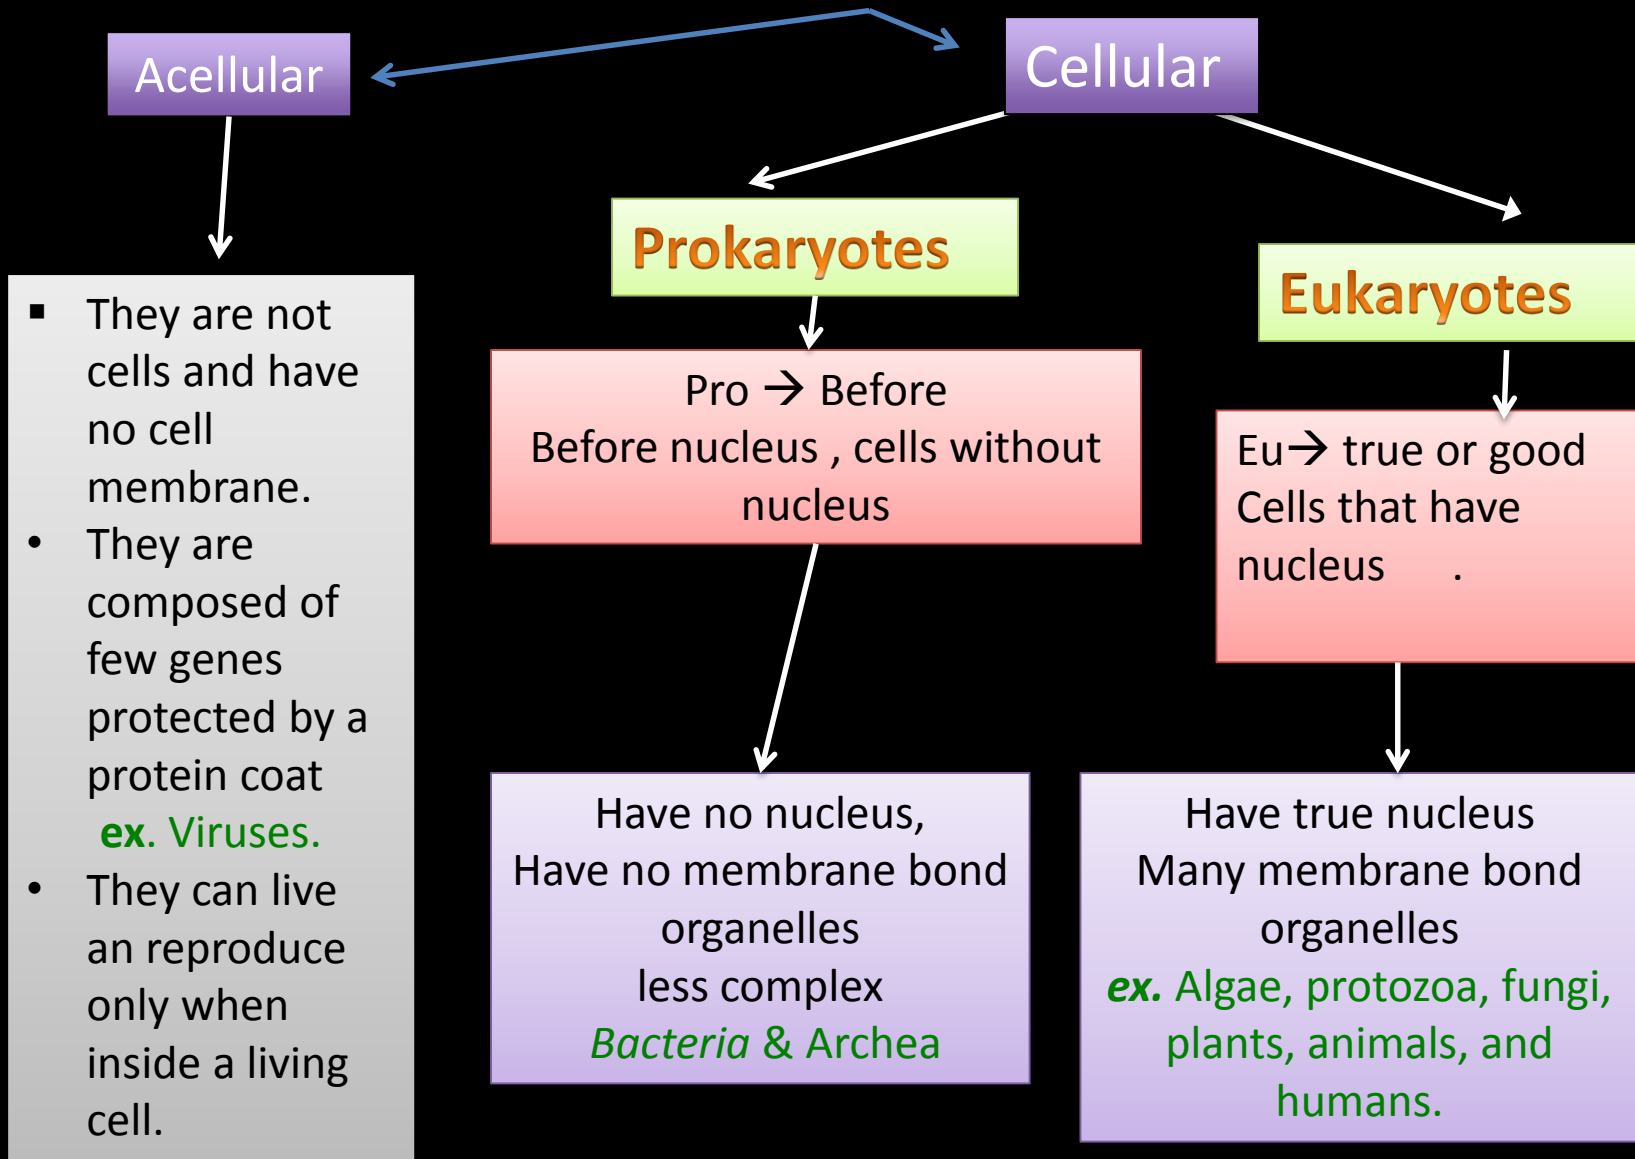 Acellular
Cellular
Prokaryotes
Eukaryotes
▪ They are not
cells and have
no cell
membrane.
• They are
composed of
few genes
protected by a
protein coat
ex. Viruses.
• They can live
an reproduce
only when
inside a living
cell.
Pro → Before
Before nucleus , cells without
nucleus
Eu→ true or good
Cells that have
nucleus .
Have no nucleus,
Have no membrane bond
organelles
less complex
Bacteria & Archea
Have true nucleus
Many membrane bond
organelles
ex. Algae, protozoa, fungi,
plants, animals, and
humans.